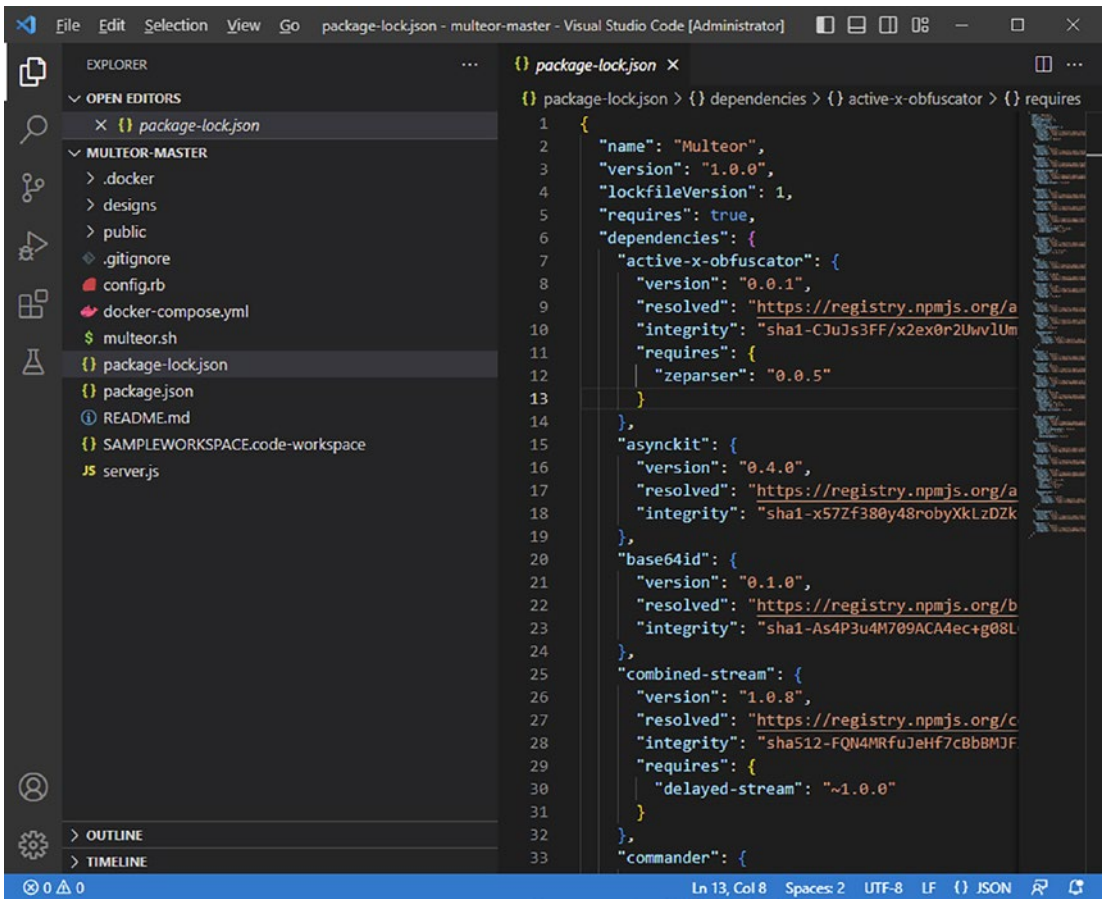 File Edit Selection View Go package-lock.json - multeor-master - Visual Studio Code [Administrator]
EXPLORER
OPEN EDITORS
{} package-lock.json
MULTEOR-MASTER
.docker
designs
public
.gitignore
config.rb
docker-compose.yml
$ multeor.sh
{} package-lock.json
{} package.json
README.md
{} SAMPLEWORKSPACE.code-workspace
JS server.js
OUTLINE
TIMELINE
{} package-lock.json
{} package-lock.json > {} dependencies > {} active-x-obfuscator > {} requires
1 {
2 "name": "Multeor",
3 "version": "1.0.0",
4 "lockfileVersion": 1,
5 "requires": true,
6 "dependencies": {
7 "active-x-obfuscator": {
8 "version": "0.0.1",
9 "resolved": "https://registry.npmjs.org/a
10 "integrity": "sha1-CJuJs3FF/x2ex0r2UwvlUm
11 "requires": {
12 "zeparser": "0.0.5"
13 }
14 },
15 "asynckit": {
16 "version": "0.4.0",
17 "resolved": "https://registry.npmjs.org/a
18 "integrity": "sha1-x57Zf380y48robyXkLzDZk
19 },
20 "base64id": {
21 "version": "0.1.0",
22 "resolved": "https://registry.npmjs.org/b
23 "integrity": "sha1-As4P3u4M709ACA4ec+g08L
24 },
25 "combined-stream": {
26 "version": "1.0.8",
27 "resolved": "https://registry.npmjs.org/c
28 "integrity": "sha512-FQN4MRfuJeHf7cBbBMJF
29 "requires": {
30 "delayed-stream": "~1.0.0"
31 }
32 },
33 "commander": {
0 0 Ln 13, Col 8 Spaces: 2 UTF-8 LF {} JSON